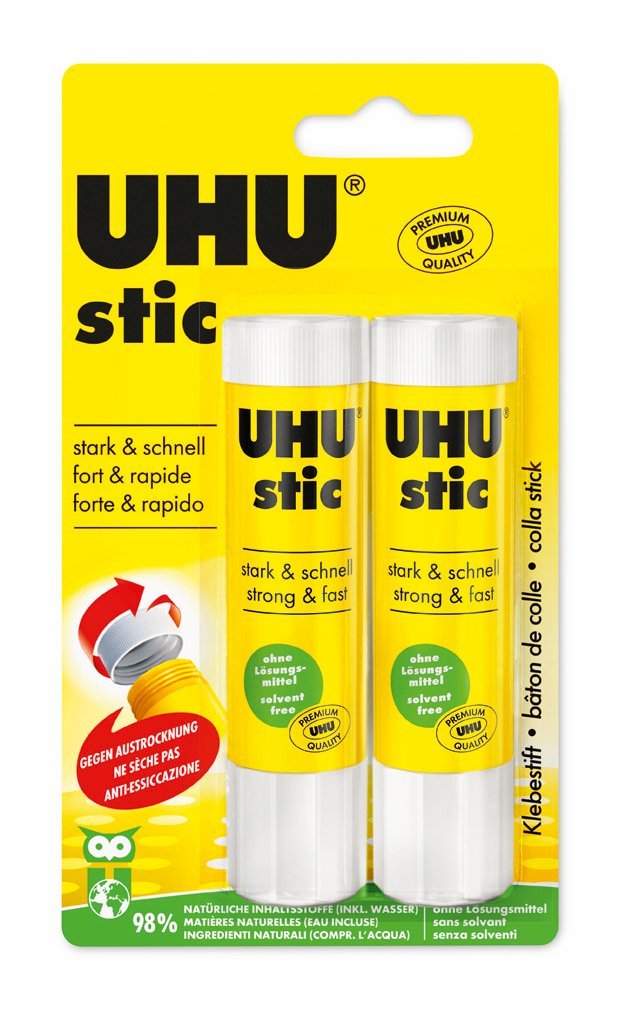 UHU®
stic
PREMIUM
UHU
QUALITY
stark & schnell
fort & rapide
forte & rapido
UHU®
stic
stark & schnell
strong & fast
ohne
Lösungs-
mittel
solvent
free
PREMIUM
UHU
QUALITY
UHU®
stic
stark & schnell
strong & fast
ohne
Lösungs-
mittel
solvent
free
PREMIUM
UHU
QUALITY
Klebestift • bâton de colle • colla stick
GEGEN AUSTROCKNUNG
NE SÈCHE PAS
ANTI-ESSICCAZIONE
98%
NATÜRLICHE INHALTSSTOFFE (INKL. WASSER)
MATIÈRES NATURELLES (EAU INCLUSE)
INGREDIENTI NATURALI (COMPR. L'ACQUA)
ohne Lösungsmittel
sans solvant
senza solventi